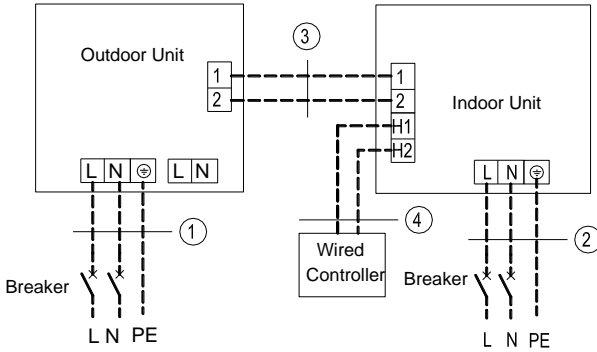 Outdoor Unit
1
2
L N
L N
①
Breaker
L N PE
③
1
2
H1
H2
Indoor Unit
L N
④
Wired
Controller
②
Breaker
L N PE